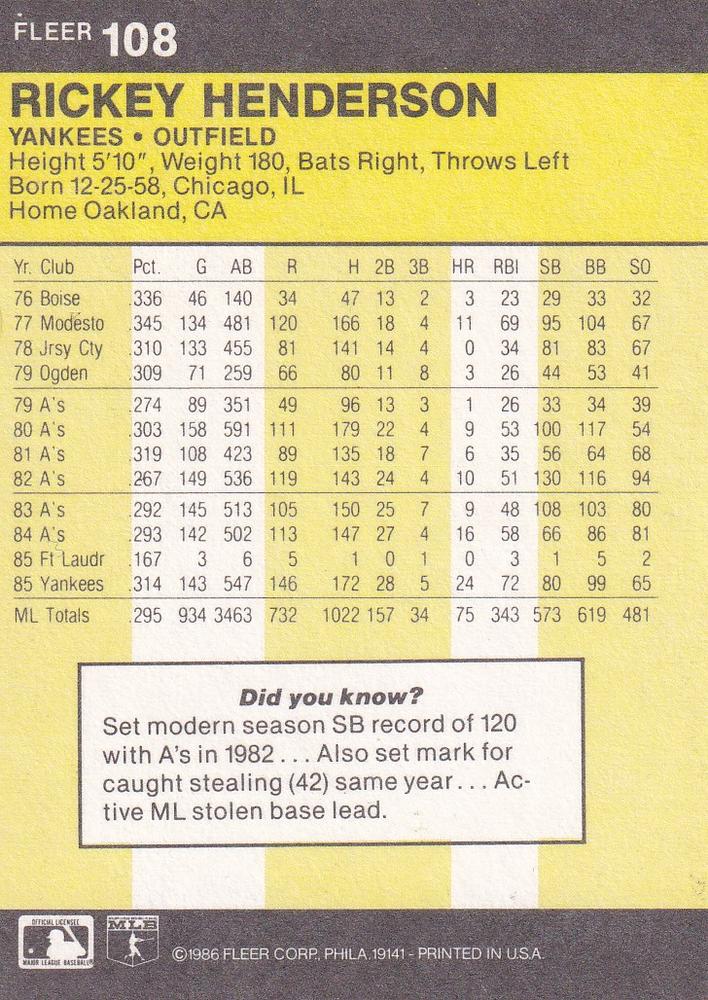 FLEER 108
RICKEY HENDERSON
YANKEES • OUTFIELD
Height 5'10", Weight 180, Bats Right, Throws Left
Born 12-25-58, Chicago, IL
Home Oakland, CA
Yr. Club Pct. G AB R H 2B 3B HR RBI SB BB SO
76 Boise .336 46 140 34 47 13 2 3 23 29 33 32
77 Modesto .345 134 481 120 166 18 4 11 69 95 104 67
78 Jrsy Cty .310 133 455 81 141 14 4 0 34 81 83 67
79 Ogden .309 71 259 66 80 11 8 3 26 44 53 41
79 A's .274 89 351 49 96 13 3 1 26 33 34 39
80 A's .303 158 591 111 179 22 4 9 53 100 117 54
81 A's .319 108 423 89 135 18 7 6 35 56 64 68
82 A's .267 149 536 119 143 24 4 10 51 130 116 94
83 A's .292 145 513 105 150 25 7 9 48 108 103 80
84 A's .293 142 502 113 147 27 4 16 58 66 86 81
85 Ft Laudr .167 3 6 5 1 0 1 0 3 1 5 2
85 Yankees .314 143 547 146 172 28 5 24 72 80 99 65
ML Totals .295 934 3463 732 1022 157 34 75 343 573 619 481
Did you know?
Set modern season SB record of 120
with A's in 1982 . . . Also set mark for
caught stealing (42) same year . . . Ac-
tive ML stolen base lead.
OFFICIAL LICENSEE
MAJOR LEAGUE BASEBALL
MLB
©1986 FLEER CORP., PHILA. 19141 - PRINTED IN U.S.A.